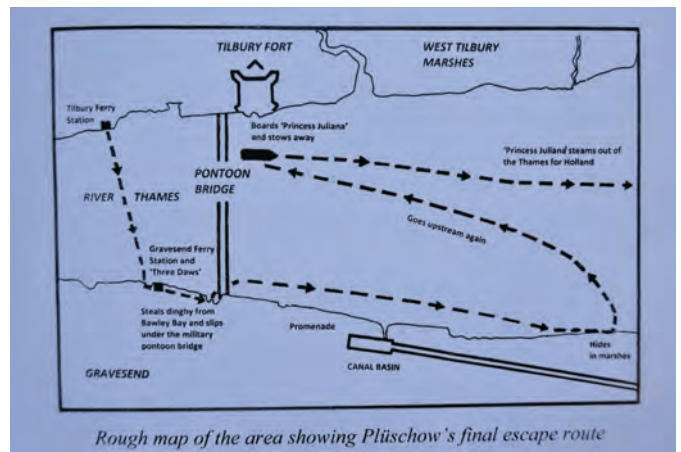 TILBURY FORT
WEST TILBURY
MARSHES
Tilbury Ferry
Station
Boards 'Princess Juliana'
and stows away
'Princess Juliana' steams out of
the Thames for Holland
PONTOON
BRIDGE
RIVER THAMES
Goes upstream again
Gravesend Ferry
Station and
'Three Daws'
Steals dinghy from
Bawley Bay and slips
under the military
pontoon bridge
Promenade
Hides
in marshes
CANAL BASIN
GRAVESEND
Rough map of the area showing Plüschow's final escape route